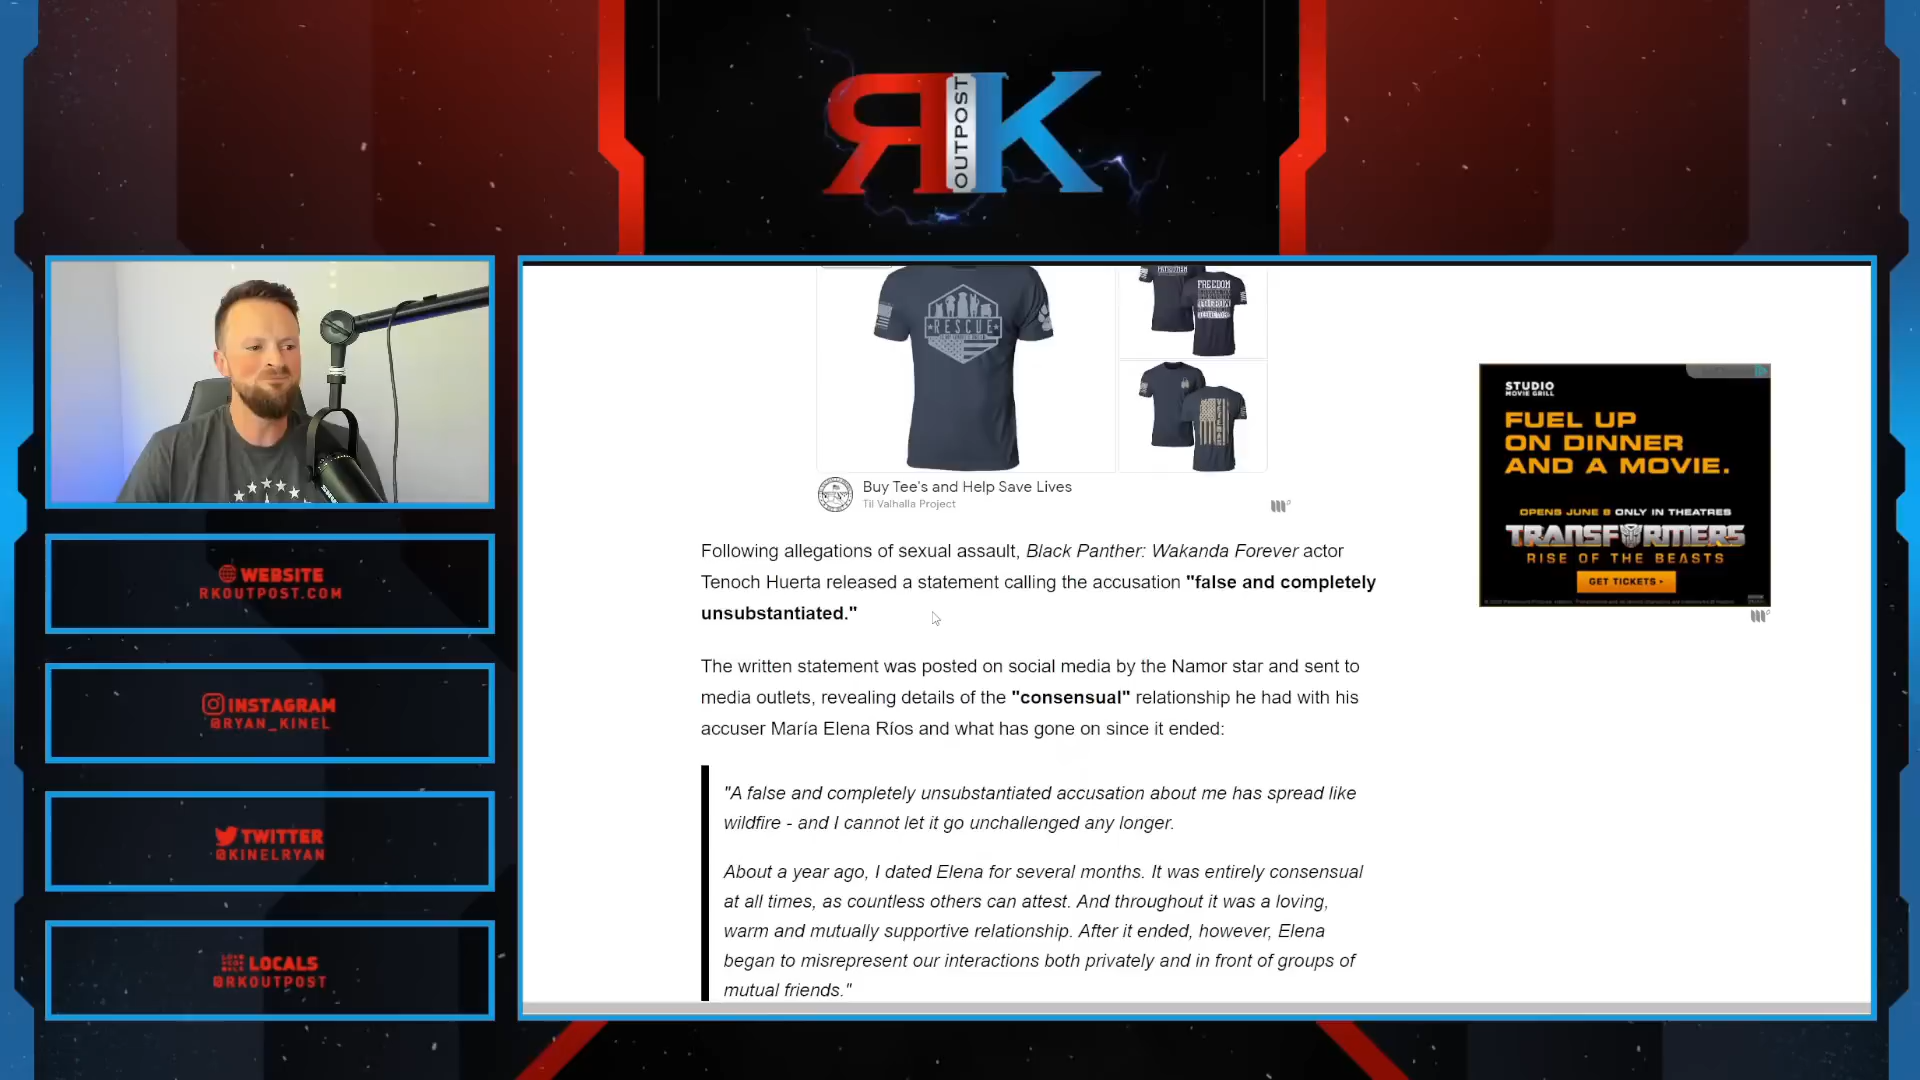 RK
OUTPOST
WEBSITE
RKOUTPOST.COM
INSTAGRAM
@RYAN_KINEL
TWITTER
@KINELRYAN
LOCALS
@RKOUTPOST
RESCUE
FREEDOM
Buy Tee's and Help Save Lives
Til Valhalla Project
Following allegations of sexual assault, Black Panther: Wakanda Forever actor
Tenoch Huerta released a statement calling the accusation "false and completely
unsubstantiated."
The written statement was posted on social media by the Namor star and sent to
media outlets, revealing details of the "consensual" relationship he had with his
accuser María Elena Ríos and what has gone on since it ended:
"A false and completely unsubstantiated accusation about me has spread like
wildfire - and I cannot let it go unchallenged any longer.
About a year ago, I dated Elena for several months. It was entirely consensual
at all times, as countless others can attest. And throughout it was a loving,
warm and mutually supportive relationship. After it ended, however, Elena
began to misrepresent our interactions both privately and in front of groups of
mutual friends."
STUDIO
MOVIE GRILL
FUEL UP
ON DINNER
AND A MOVIE.
OPENS JUNE 8 ONLY IN THEATRES
TRANSFORMERS
RISE OF THE BEASTS
GET TICKETS